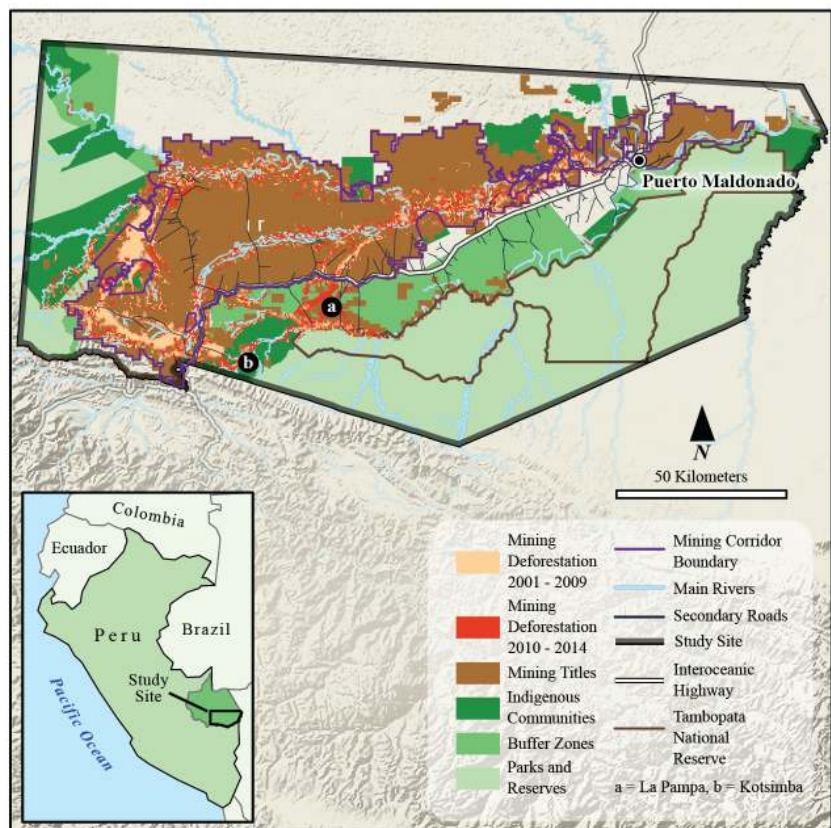 i r
Puerto Maldonado
a
b
N
50 Kilometers
Colombia
Ecuador
Peru
Brazil
Study
Site
Pacific Ocean
Mining
Deforestation
2001 - 2009
Mining
Deforestation
2010 - 2014
Mining Titles
Indigenous
Communities
Buffer Zones
Parks and
Reserves
Mining Corridor
Boundary
Main Rivers
Secondary Roads
Study Site
Interoceanic
Highway
Tambopata
National
Reserve
a = La Pampa, b = Kotsimba